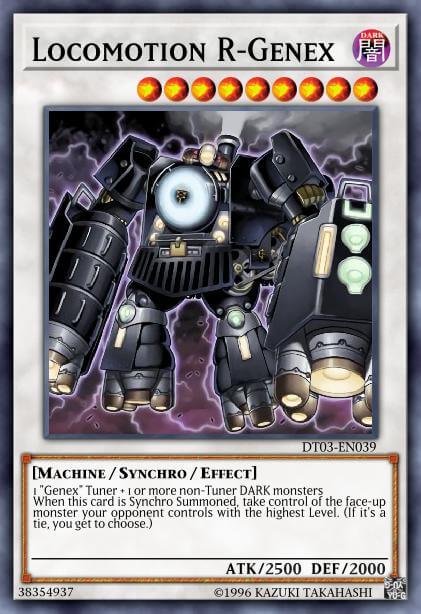 LOCOMOTION R-GENEX
DARK
闇
DT03-EN039
[MACHINE / SYNCHRO / EFFECT]
1 "Genex" Tuner + 1 or more non-Tuner DARK monsters
When this card is Synchro Summoned, take control of the face-up
monster your opponent controls with the highest Level. (If it's a
tie, you get to choose.)
ATK/2500 DEF/2000
38354937
©1996 KAZUKI TAKAHASHI